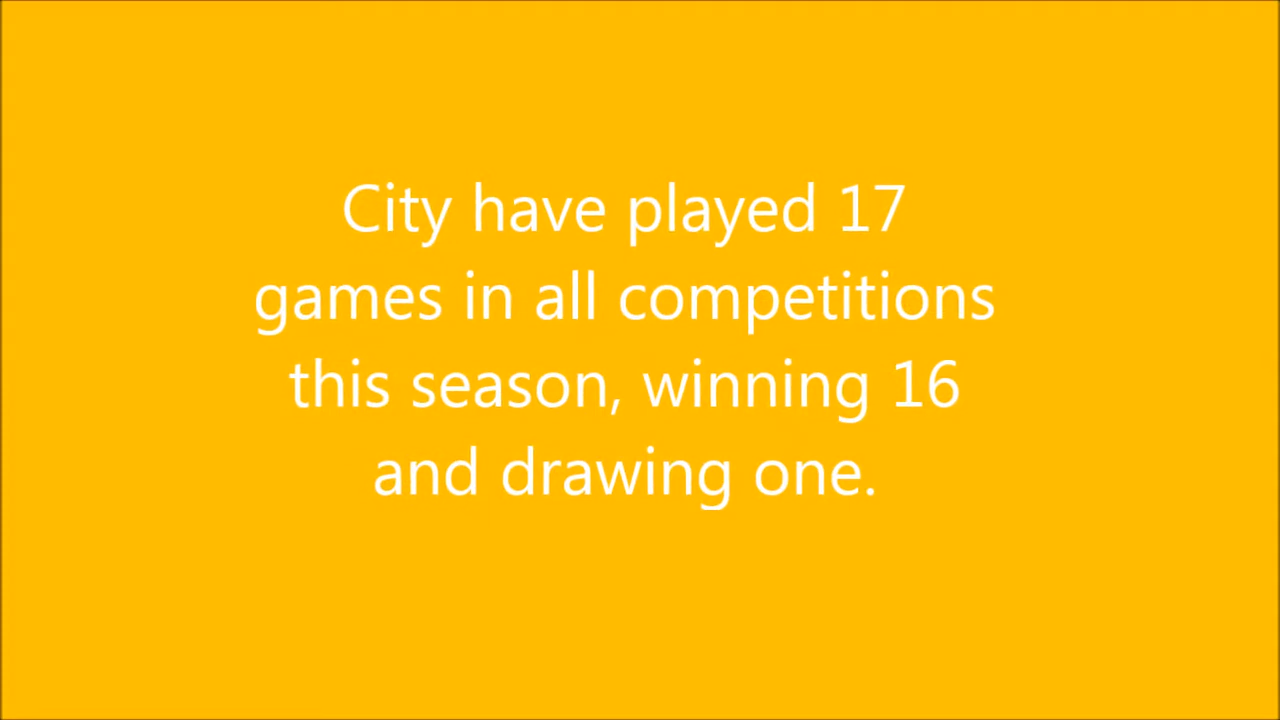 City have played 17
games in all competitions
this season, winning 16
and drawing one.